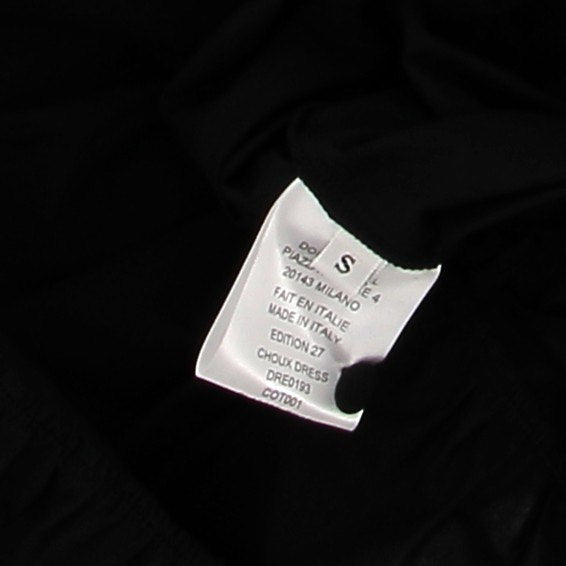 S
20143 MILANO
FAIT EN ITALIE
MADE IN ITALY
EDITION 27
CHOUX DRESS
DRE0193
COT001